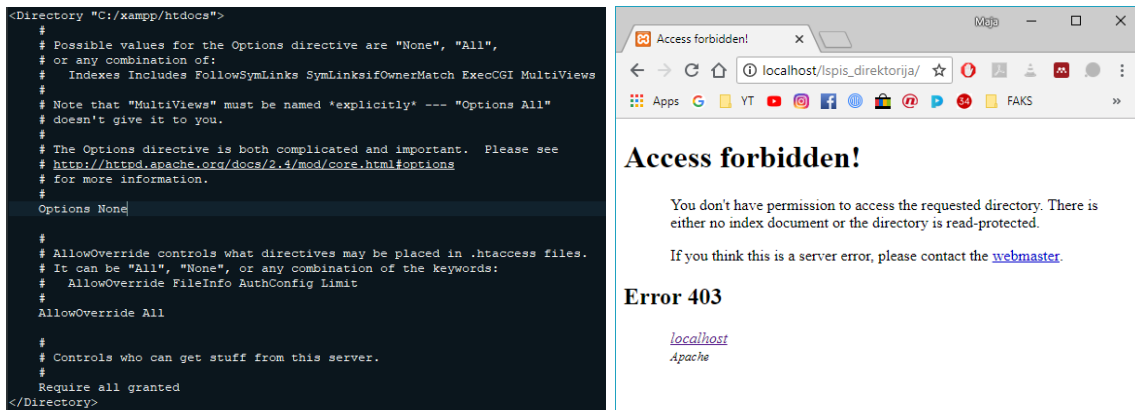 <Directory "C:/xampp/htdocs">
#
# Possible values for the Options directive are "None", "All",
# or any combination of:
#   Indexes Includes FollowSymLinks SymLinksifOwnerMatch ExecCGI MultiViews
#
# Note that "MultiViews" must be named *explicitly* --- "Options All"
# doesn't give it to you.
#
# The Options directive is both complicated and important.  Please see
# http://httpd.apache.org/docs/2.4/mod/core.html#options
# for more information.
#
Options None
#
# AllowOverride controls what directives may be placed in .htaccess files.
# It can be "All", "None", or any combination of the keywords:
#   AllowOverride FileInfo AuthConfig Limit
#
AllowOverride All
#
# Controls who can get stuff from this server.
#
Require all granted
</Directory>
Maja
Access forbidden!
localhost/Ispis_direktorija/
Apps YT 34 FAKS
Access forbidden!
You don't have permission to access the requested directory. There is
either no index document or the directory is read-protected.
If you think this is a server error, please contact the webmaster.
Error 403
localhost
Apache